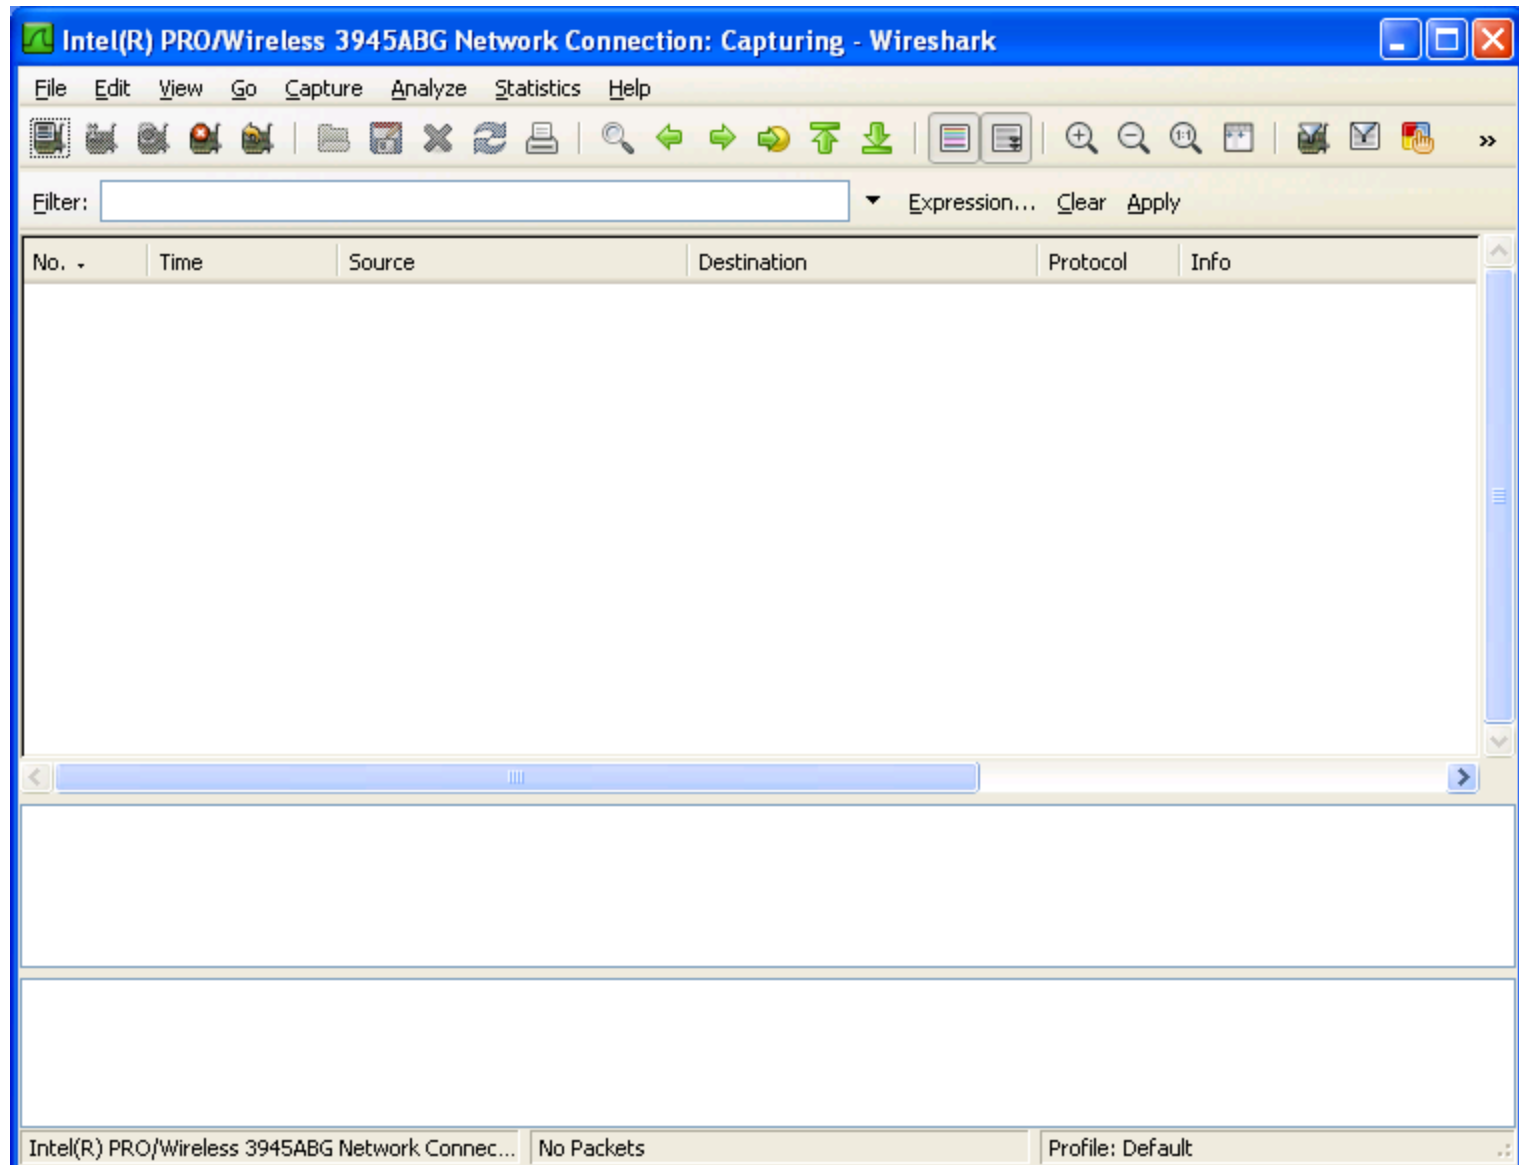 Intel(R) PRO/Wireless 3945ABG Network Connection: Capturing - Wireshark
File Edit View Go Capture Analyze Statistics Help
Filter: Expression... Clear Apply
No. Time Source Destination Protocol Info
Intel(R) PRO/Wireless 3945ABG Network Connec... No Packets Profile: Default